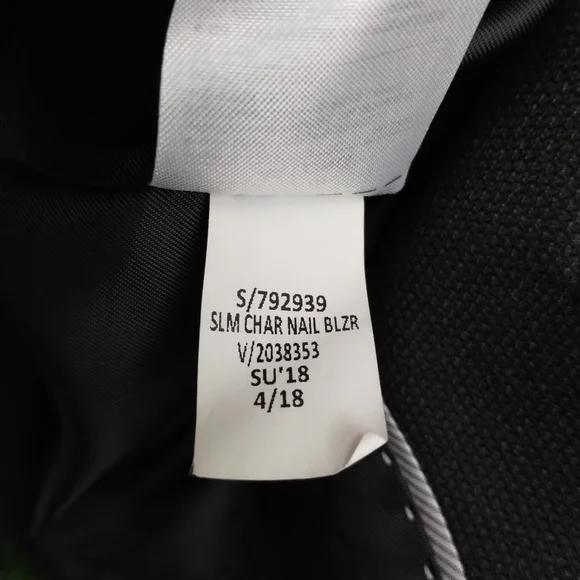 S/792939
SLM CHAR NAIL BLZR
V/2038353
SU'18
4/18